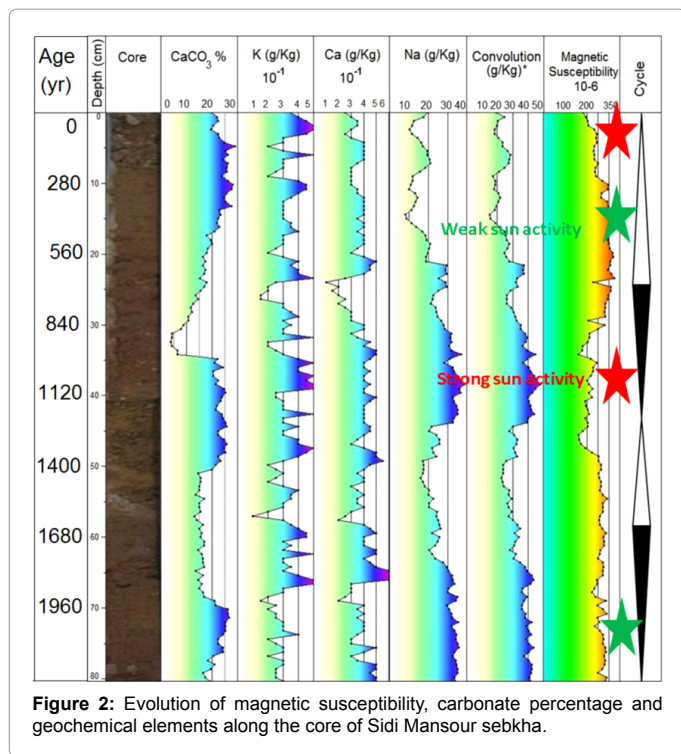 Age (yr)
Depth (cm)
Core
CaCO3 %
0 10 20 30
K (g/Kg)
10-1
1 2 3 4 5
Ca (g/Kg)
10-1
1 2 3 4 5 6
Na (g/Kg)
10 20 30 40
Convolution (g/Kg)*
10 20 30 40 50
Magnetic Susceptibility
10-6
100 200 350
Cycle
0
280
560
840
1120
1400
1680
1960
0
10
20
30
40
50
60
70
80
Weak sun activity
Strong sun activity
Figure 2: Evolution of magnetic susceptibility, carbonate percentage and
geochemical elements along the core of Sidi Mansour sebkha.